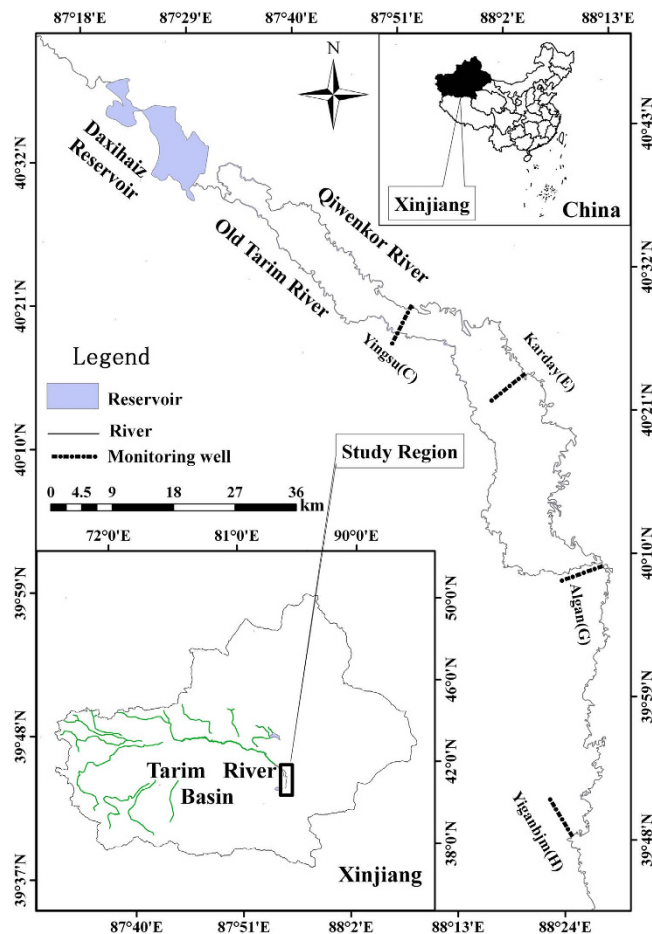 87°18'E 87°29'E 87°40'E 87°51'E 88°2'E 88°13'E
N
40°43'N
Xinjiang
China
40°32'N
Daxihaiz
Reservoir
Qiwenkor River
Old Tarim River
40°32'N
40°21'N
Yingsu(C)
Karday(E)
Legend
Reservoir
River
Monitoring well
40°21'N
40°10'N
Study Region
0 4.5 9 18 27 36
km
72°0'E 81°0'E 90°0'E
40°10'N
39°59'N
50°0'N
Algan(G)
46°0'N
39°59'N
39°48'N
42°0'N
Tarim River
Basin
Yiganbjm(H)
39°48'N
38°0'N
39°37'N
Xinjiang
87°40'E 87°51'E 88°2'E 88°13'E 88°24'E